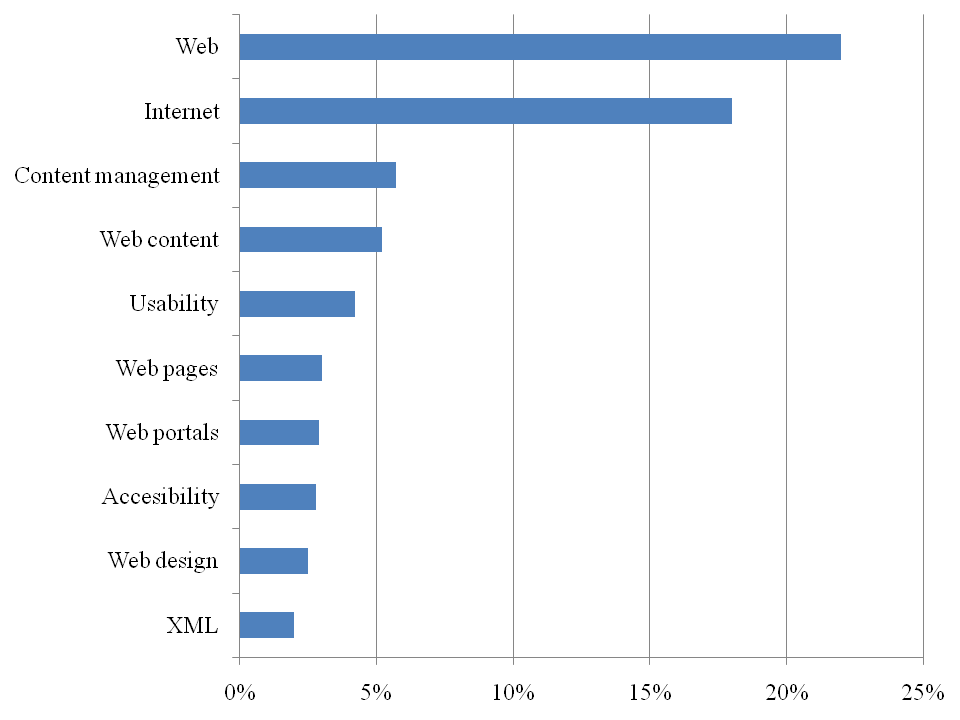 Web
Internet
Content management
Web content
Usability
Web pages
Web portals
Accesibility
Web design
XML
0% 5% 10% 15% 20% 25%